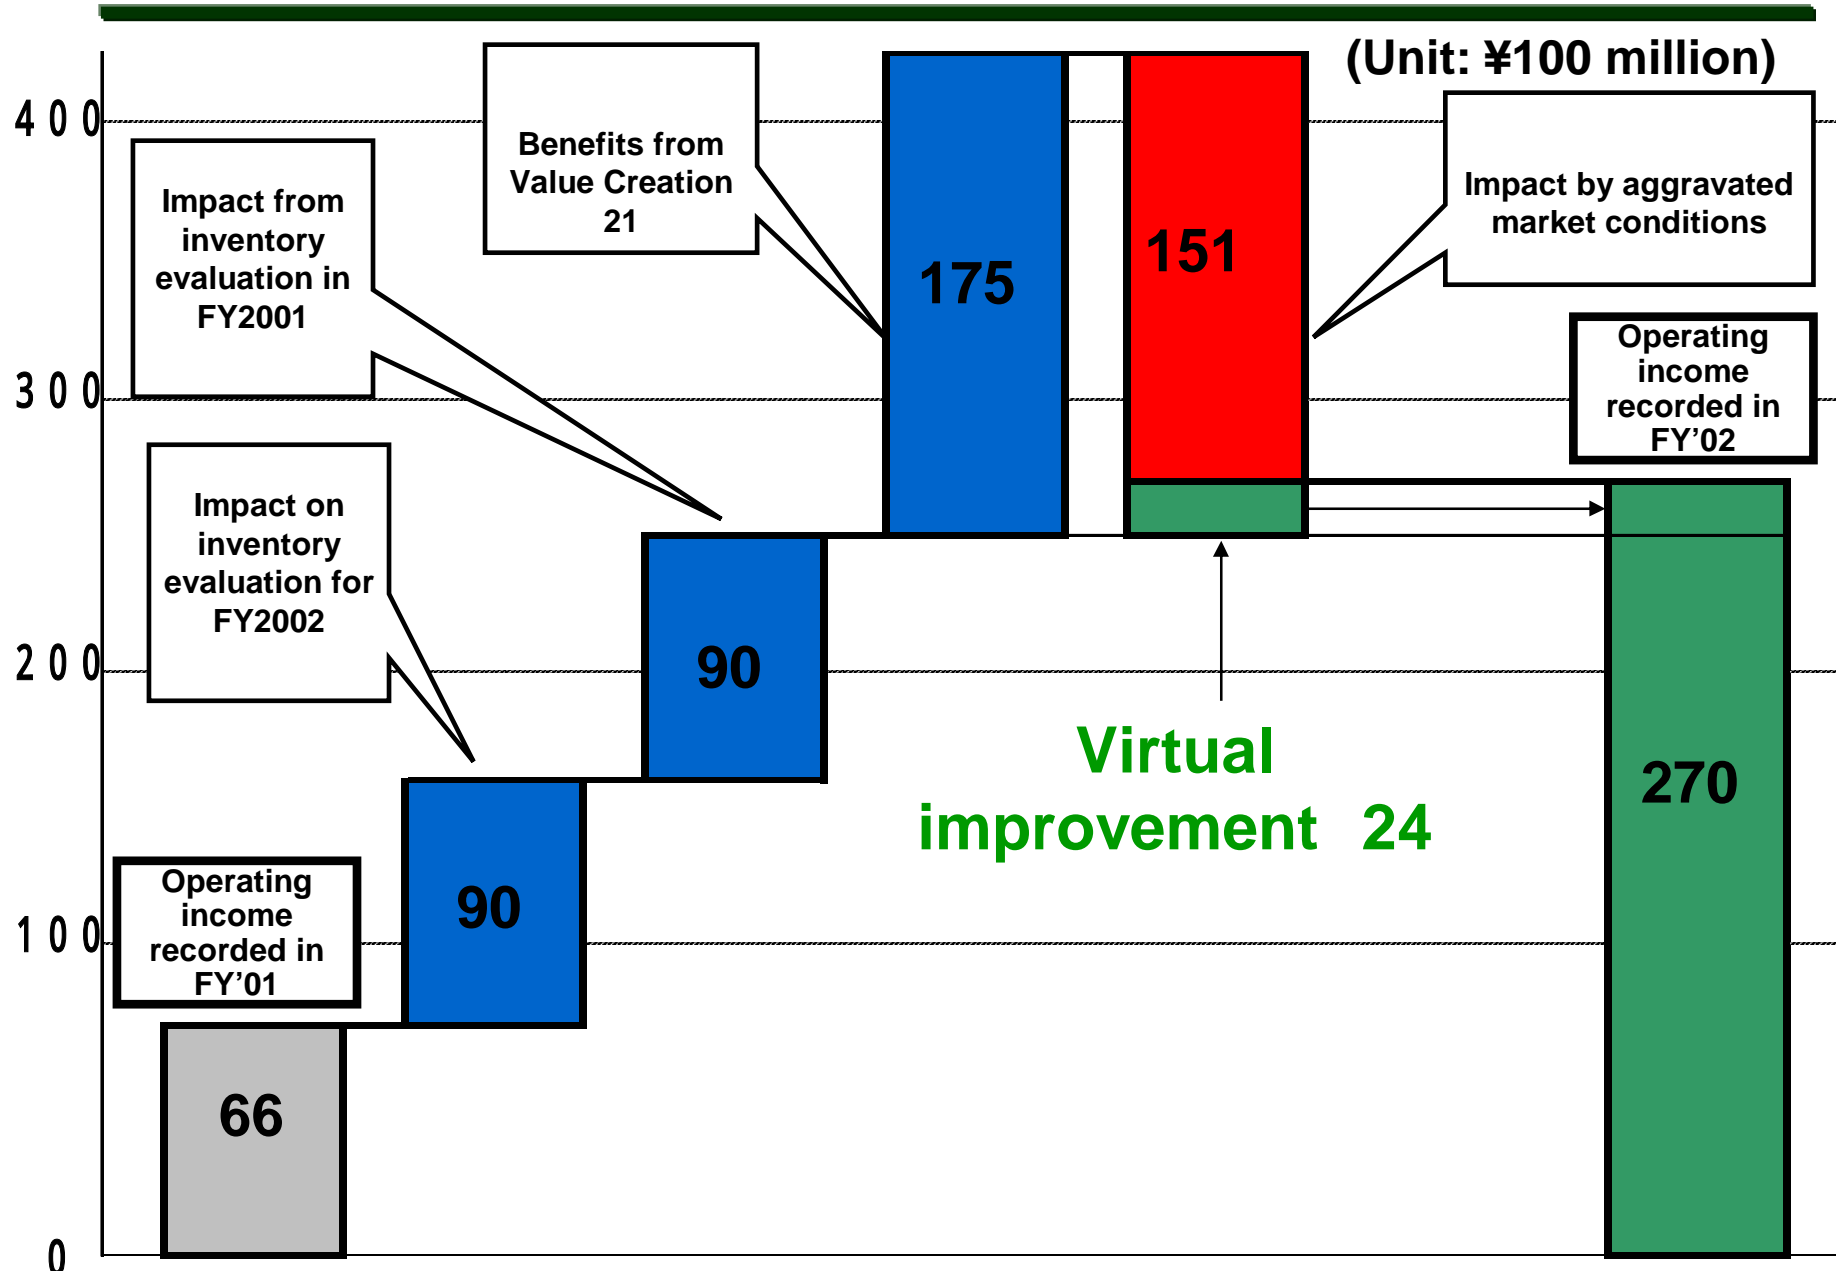 (Unit: ¥100 million)
400
300
200
100
0
Impact from
inventory
evaluation in
FY2001
Benefits from
Value Creation
21
Impact by aggravated
market conditions
Impact on
inventory
evaluation for
FY2002
Operating
income
recorded in
FY’02
Operating
income
recorded in
FY’01
66
90
90
175
151
270
Virtual
improvement 24